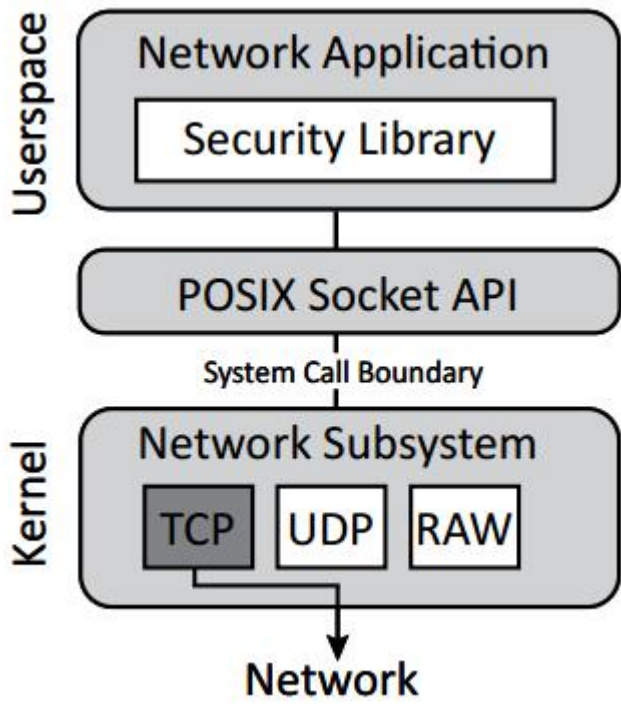 Userspace
Network Application
Security Library
POSIX Socket API
System Call Boundary
Kernel
Network Subsystem
TCP UDP RAW
Network